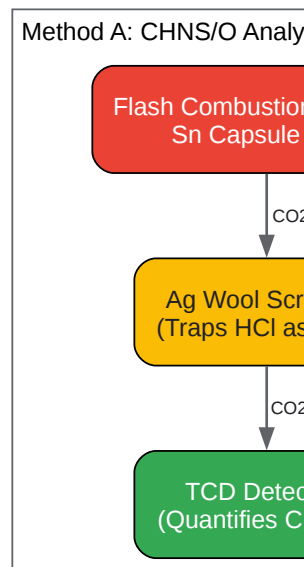 Method A: CHNS/O Analy
Flash Combustion
Sn Capsule
CO2
Ag Wool Scr
(Traps HCl as
CO2
TCD Detec
(Quantifies C